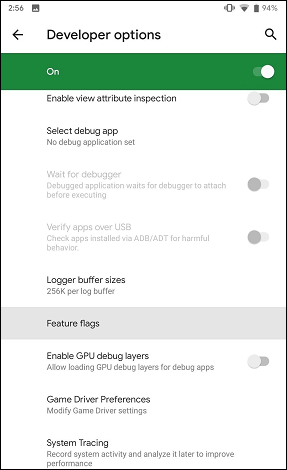 2:56 94%
Developer options
On
Enable view attribute inspection
Select debug app
No debug application set
Wait for debugger
Debugged application waits for debugger to attach
before executing
Verify apps over USB
Check apps installed via ADB/ADT for harmful
behavior.
Logger buffer sizes
256K per log buffer
Feature flags
Enable GPU debug layers
Allow loading GPU debug layers for debug apps
Game Driver Preferences
Modify Game Driver settings
System Tracing
Record system activity and analyze it later to improve
performance